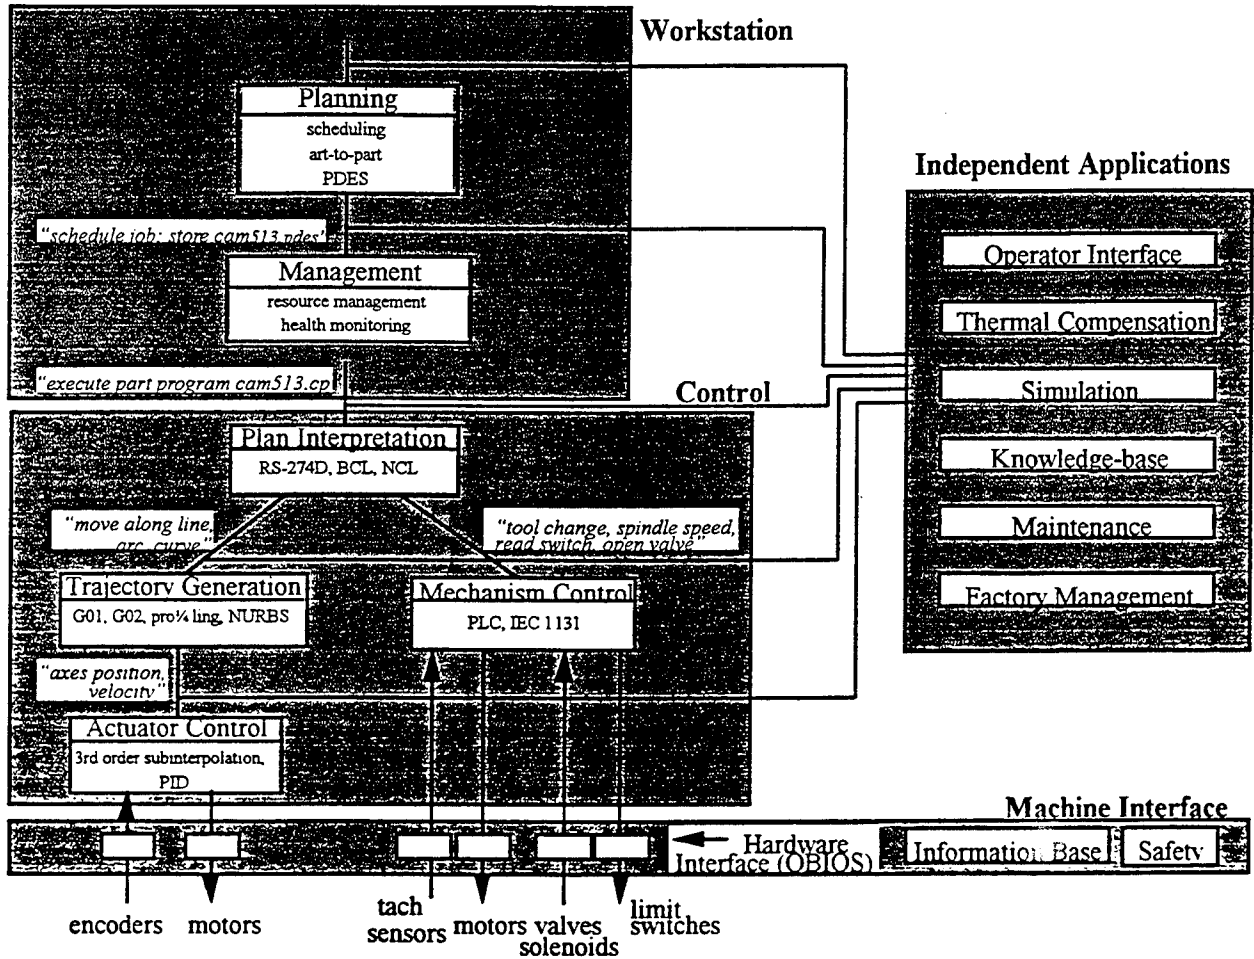 Workstation
Planning
scheduling
art-to-part
PDES
"schedule job; store cam513.pdes"
Management
resource management
health monitoring
"execute part program cam513.cp
Independent Applications
Operator Interface
Thermal Compensation
Simulation
Knowledge-base
Maintenance
Factory Management
Control
Plan Interpretation
RS-274D, BCL, NCL
"move along line,
arc, curve"
"tool change, spindle speed,
read switch, open valve"
Trajectory Generation
G01, G02, pro¾ ling, NURBS
Mechanism Control
PLC, IEC 1131
"axes position,
velocity"
Actuator Control
3rd order subinterpolation,
PID
Machine Interface
Hardware
Interface (OBIOS)
Information Base
Safety
encoders
motors
tach
sensors
motors
valves
solenoids
limit
switches